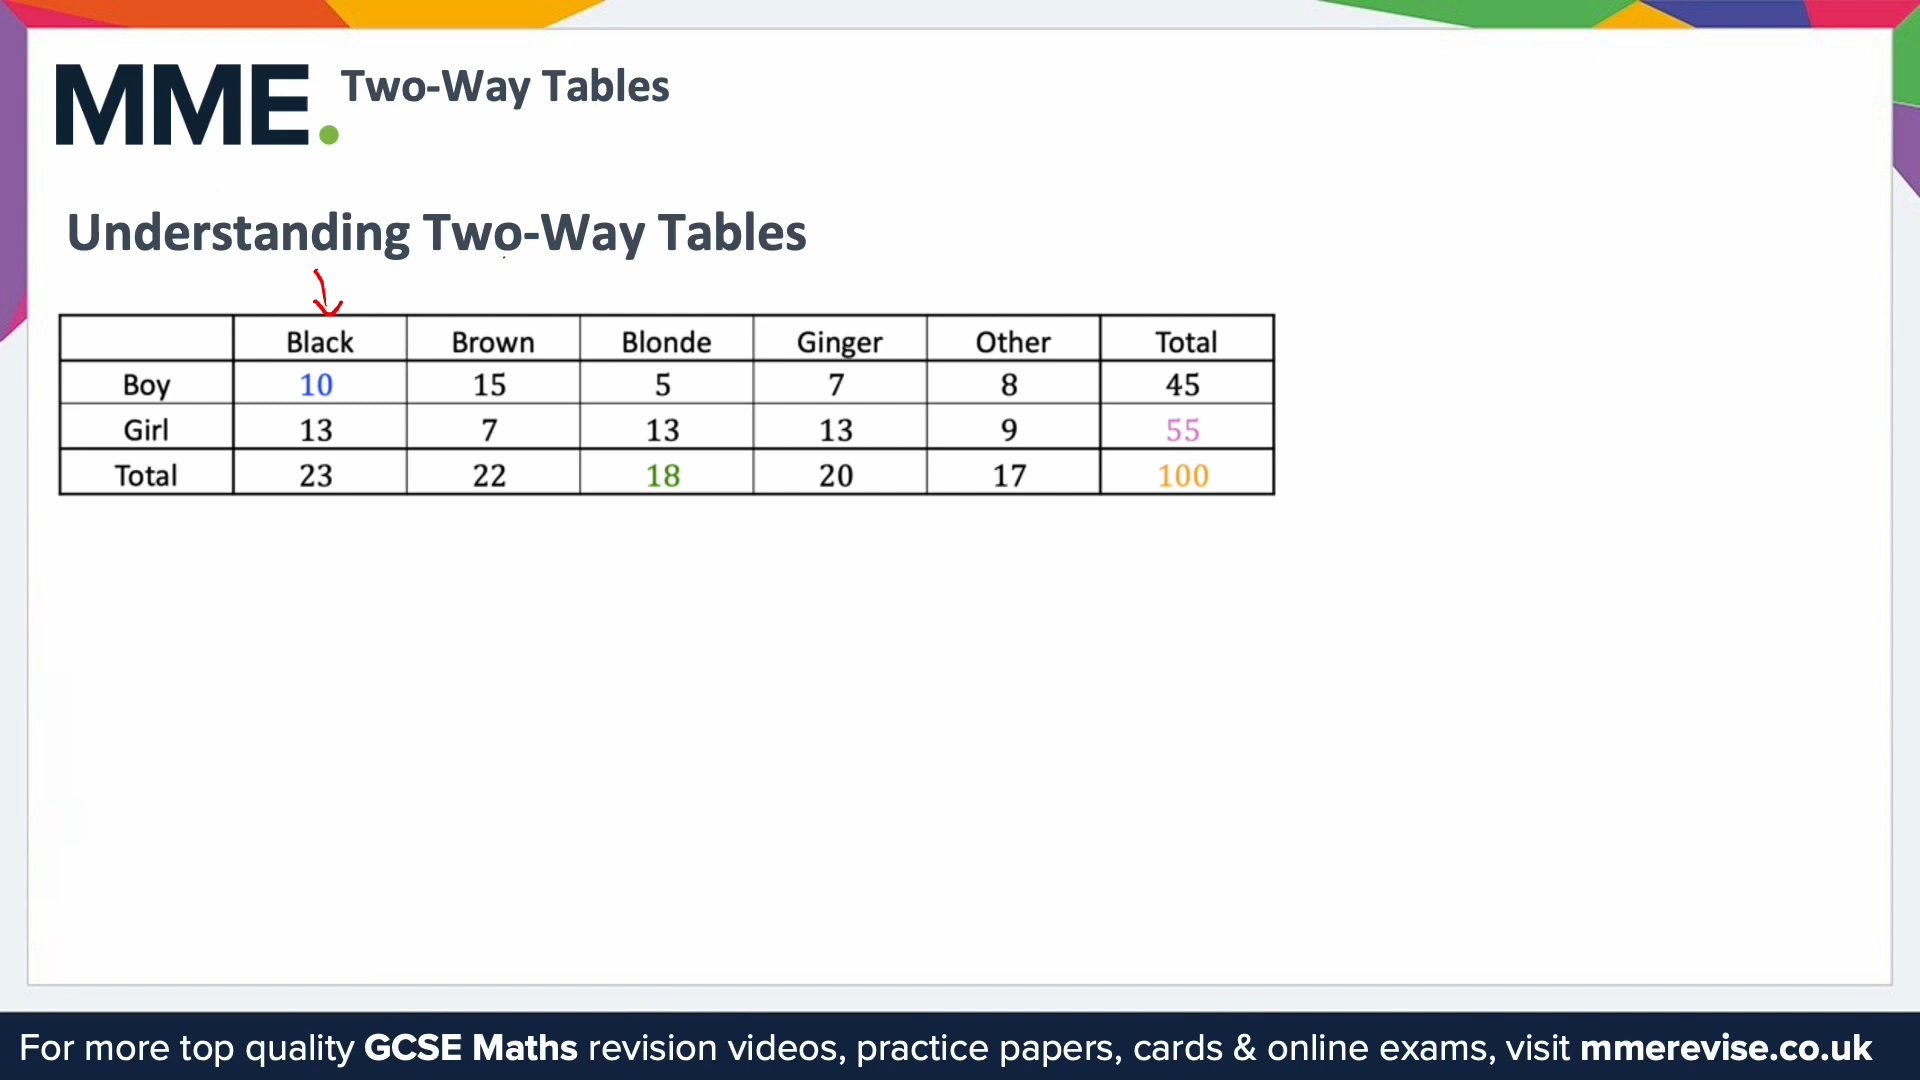 MME. Two-Way Tables
Understanding Two-Way Tables
Black Brown Blonde Ginger Other Total
Boy 10 15 5 7 8 45
Girl 13 7 13 13 9 55
Total 23 22 18 20 17 100
For more top quality GCSE Maths revision videos, practice papers, cards & online exams, visit mmerevise.co.uk